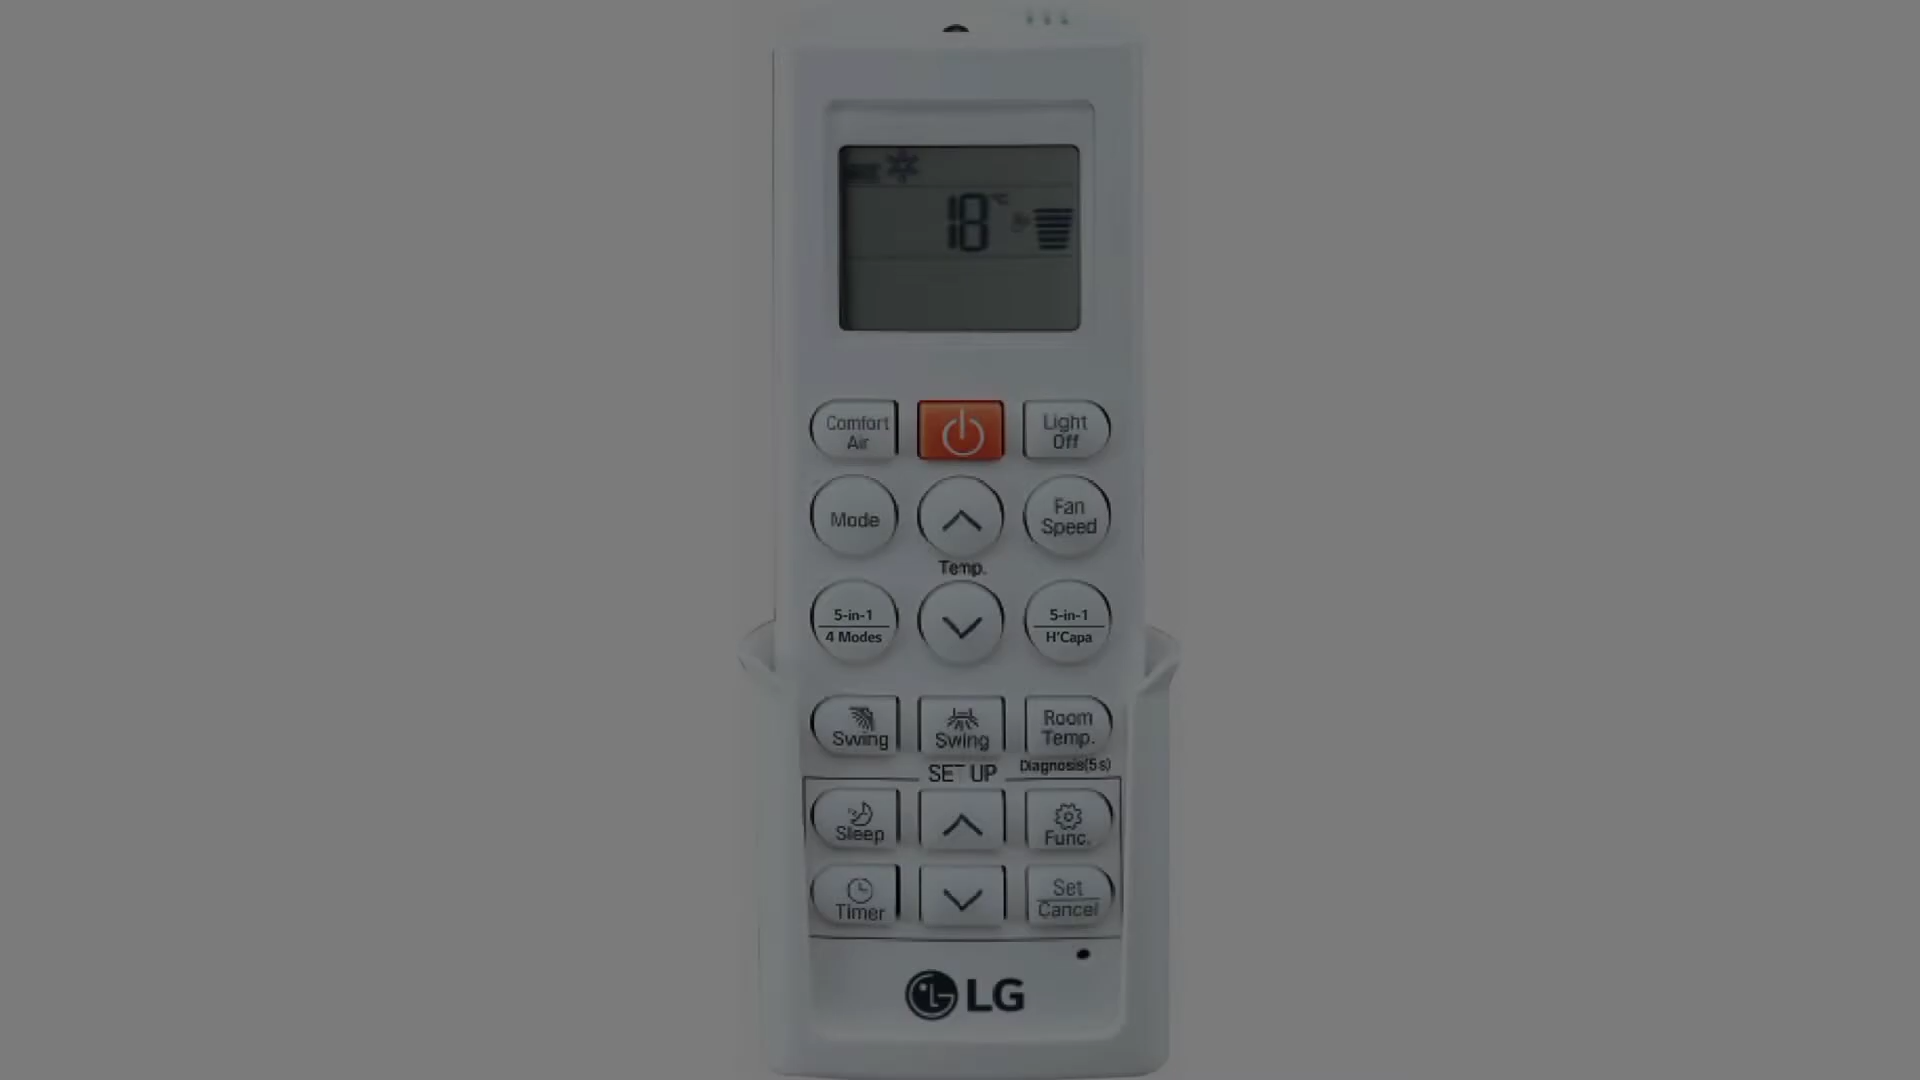 18 °C
Comfort
Air
Light
Off
Mode
Fan
Speed
Temp.
5-in-1
4 Modes
5-in-1
H'Capa
Swing
Swing
Room
Temp.
SET UP
Diagnosis(5s)
Sleep
Func.
Timer
Set
Cancel
LG